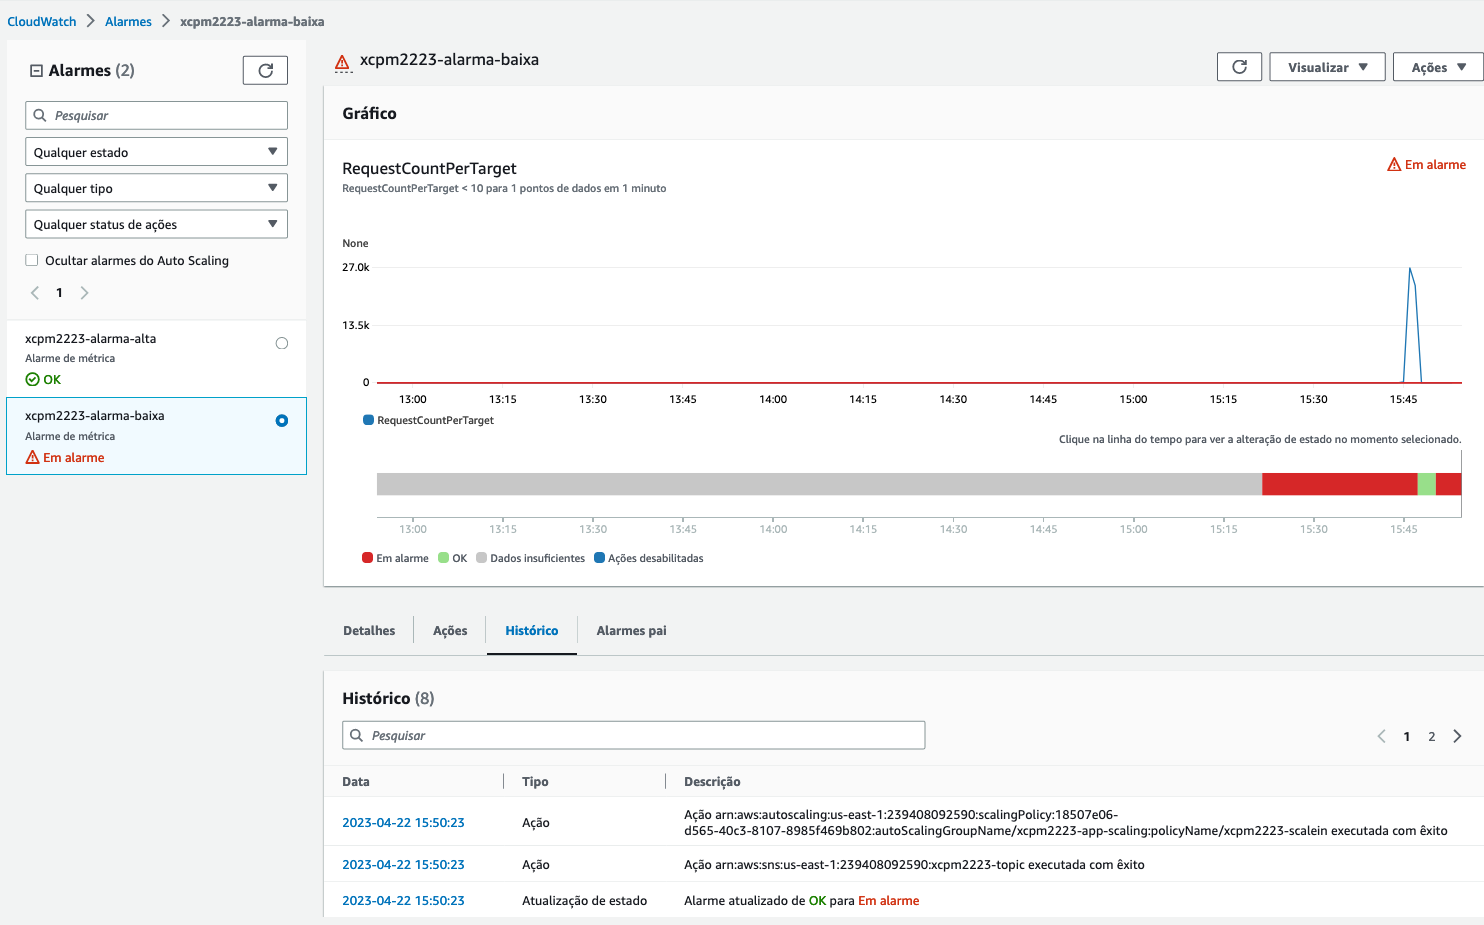 CloudWatch > Alarmes > xcpm2223-alarma-baixa
Alarmes (2)
Pesquisar
Qualquer estado
Qualquer tipo
Qualquer status de ações
Ocultar alarmes do Auto Scaling
1
xcpm2223-alarma-alta
Alarme de métrica
OK
xcpm2223-alarma-baixa
Alarme de métrica
Em alarme
xcpm2223-alarma-baixa
Visualizar
Ações
Gráfico
RequestCountPerTarget
Em alarme
RequestCountPerTarget < 10 para 1 pontos de dados em 1 minuto
None
27.0k
13.5k
0
13:00 13:15 13:30 13:45 14:00 14:15 14:30 14:45 15:00 15:15 15:30 15:45
RequestCountPerTarget
Clique na linha do tempo para ver a alteração de estado no momento selecionado.
13:00 13:15 13:30 13:45 14:00 14:15 14:30 14:45 15:00 15:15 15:30 15:45
Em alarme OK Dados insuficientes Ações desabilitadas
Detalhes Ações Histórico Alarmes pai
Histórico (8)
Pesquisar
1 2
Data Tipo Descrição
2023-04-22 15:50:23 Ação Ação arn:aws:autoscaling:us-east-1:239408092590:scalingPolicy:18507e06-
d565-40c3-8107-8985f469b802:autoScalingGroupName/xcpm2223-app-scaling:policyName/xcpm2223-scalein executada com êxito
2023-04-22 15:50:23 Ação Ação arn:aws:sns:us-east-1:239408092590:xcpm2223-topic executada com êxito
2023-04-22 15:50:23 Atualização de estado Alarme atualizado de OK para Em alarme